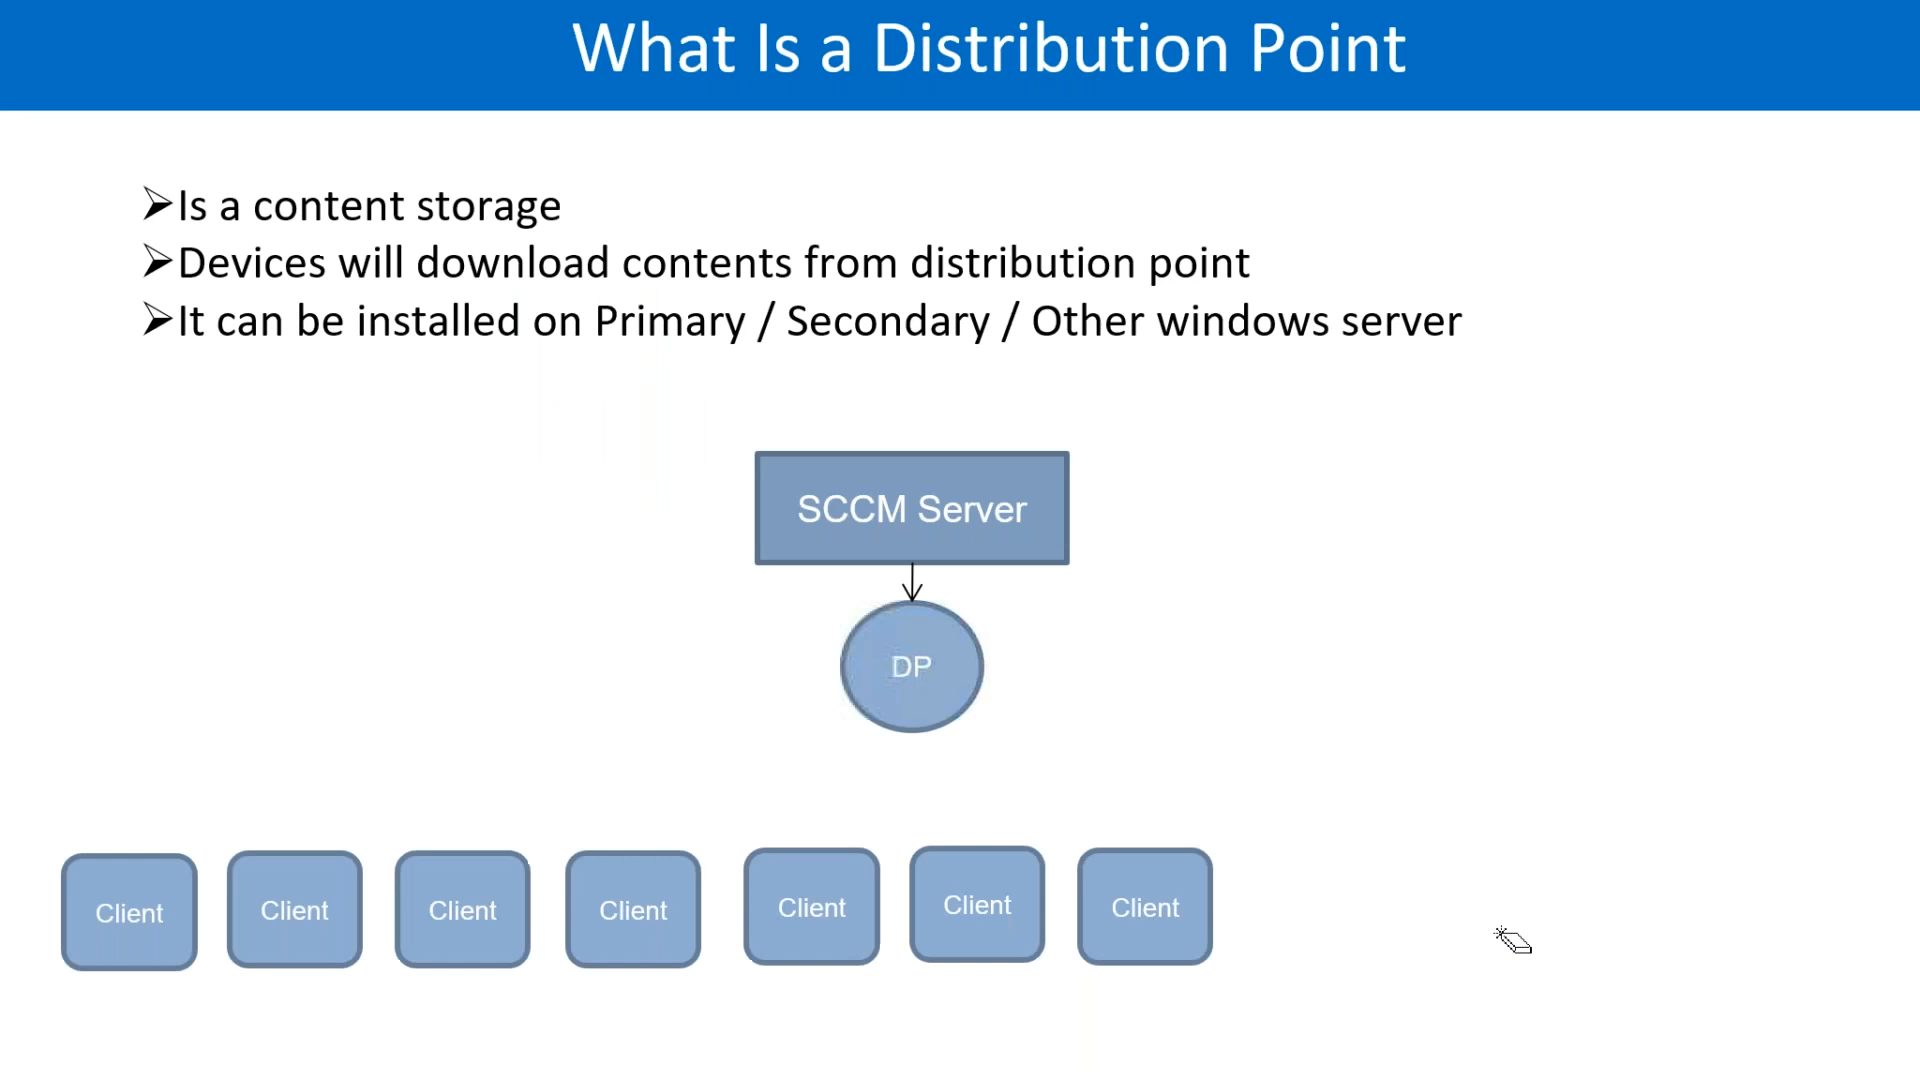 What Is a Distribution Point
➢Is a content storage
➢Devices will download contents from distribution point
➢It can be installed on Primary / Secondary / Other windows server
SCCM Server
DP
Client
Client
Client
Client
Client
Client
Client